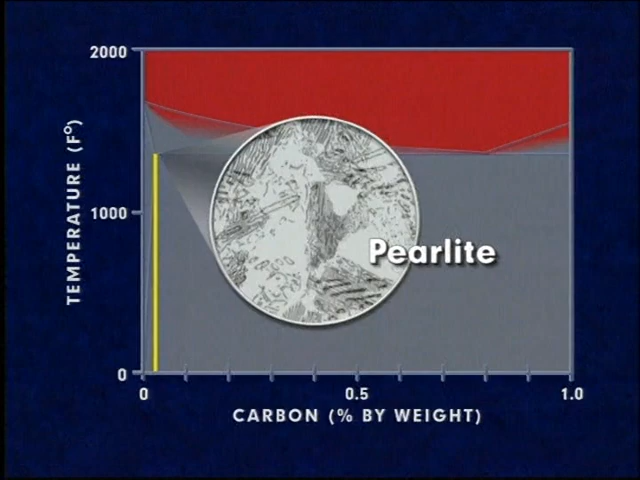 2000
1000
0
TEMPERATURE (F°)
Pearlite
0
0.5
1.0
CARBON (% BY WEIGHT)